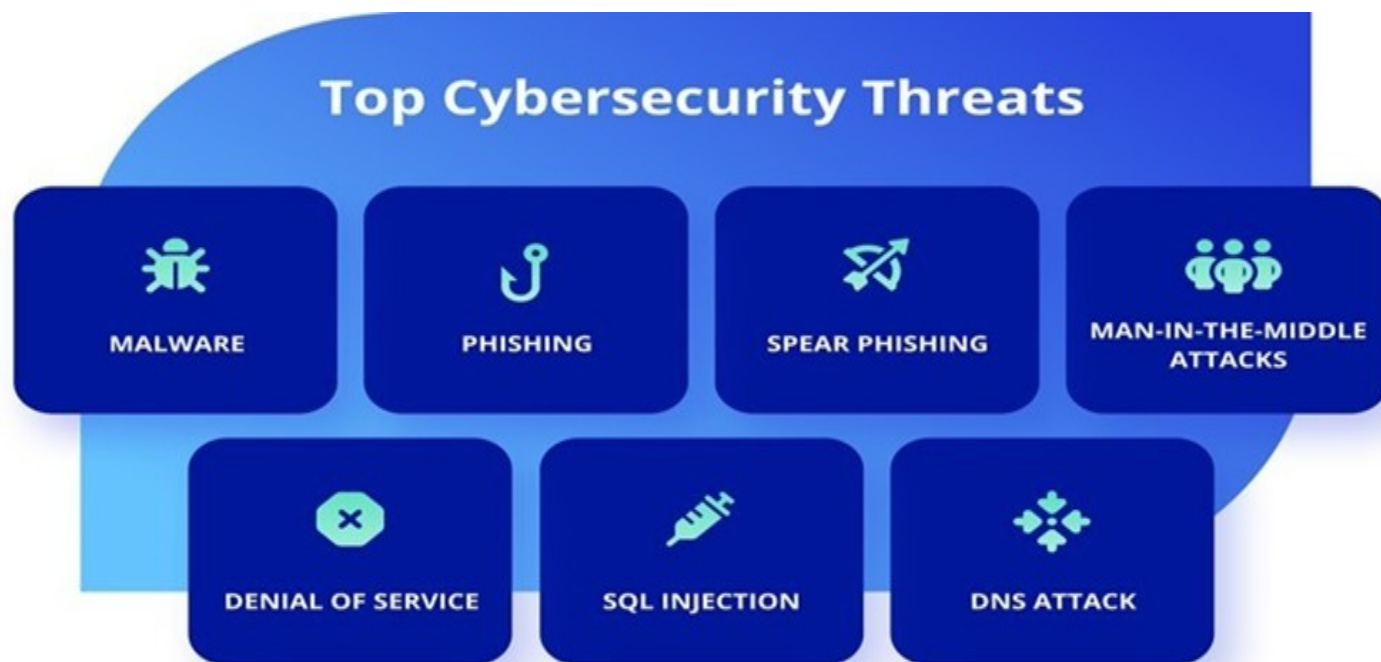 Top Cybersecurity Threats
MALWARE
PHISHING
SPEAR PHISHING
MAN-IN-THE-MIDDLE
ATTACKS
DENIAL OF SERVICE
SQL INJECTION
DNS ATTACK